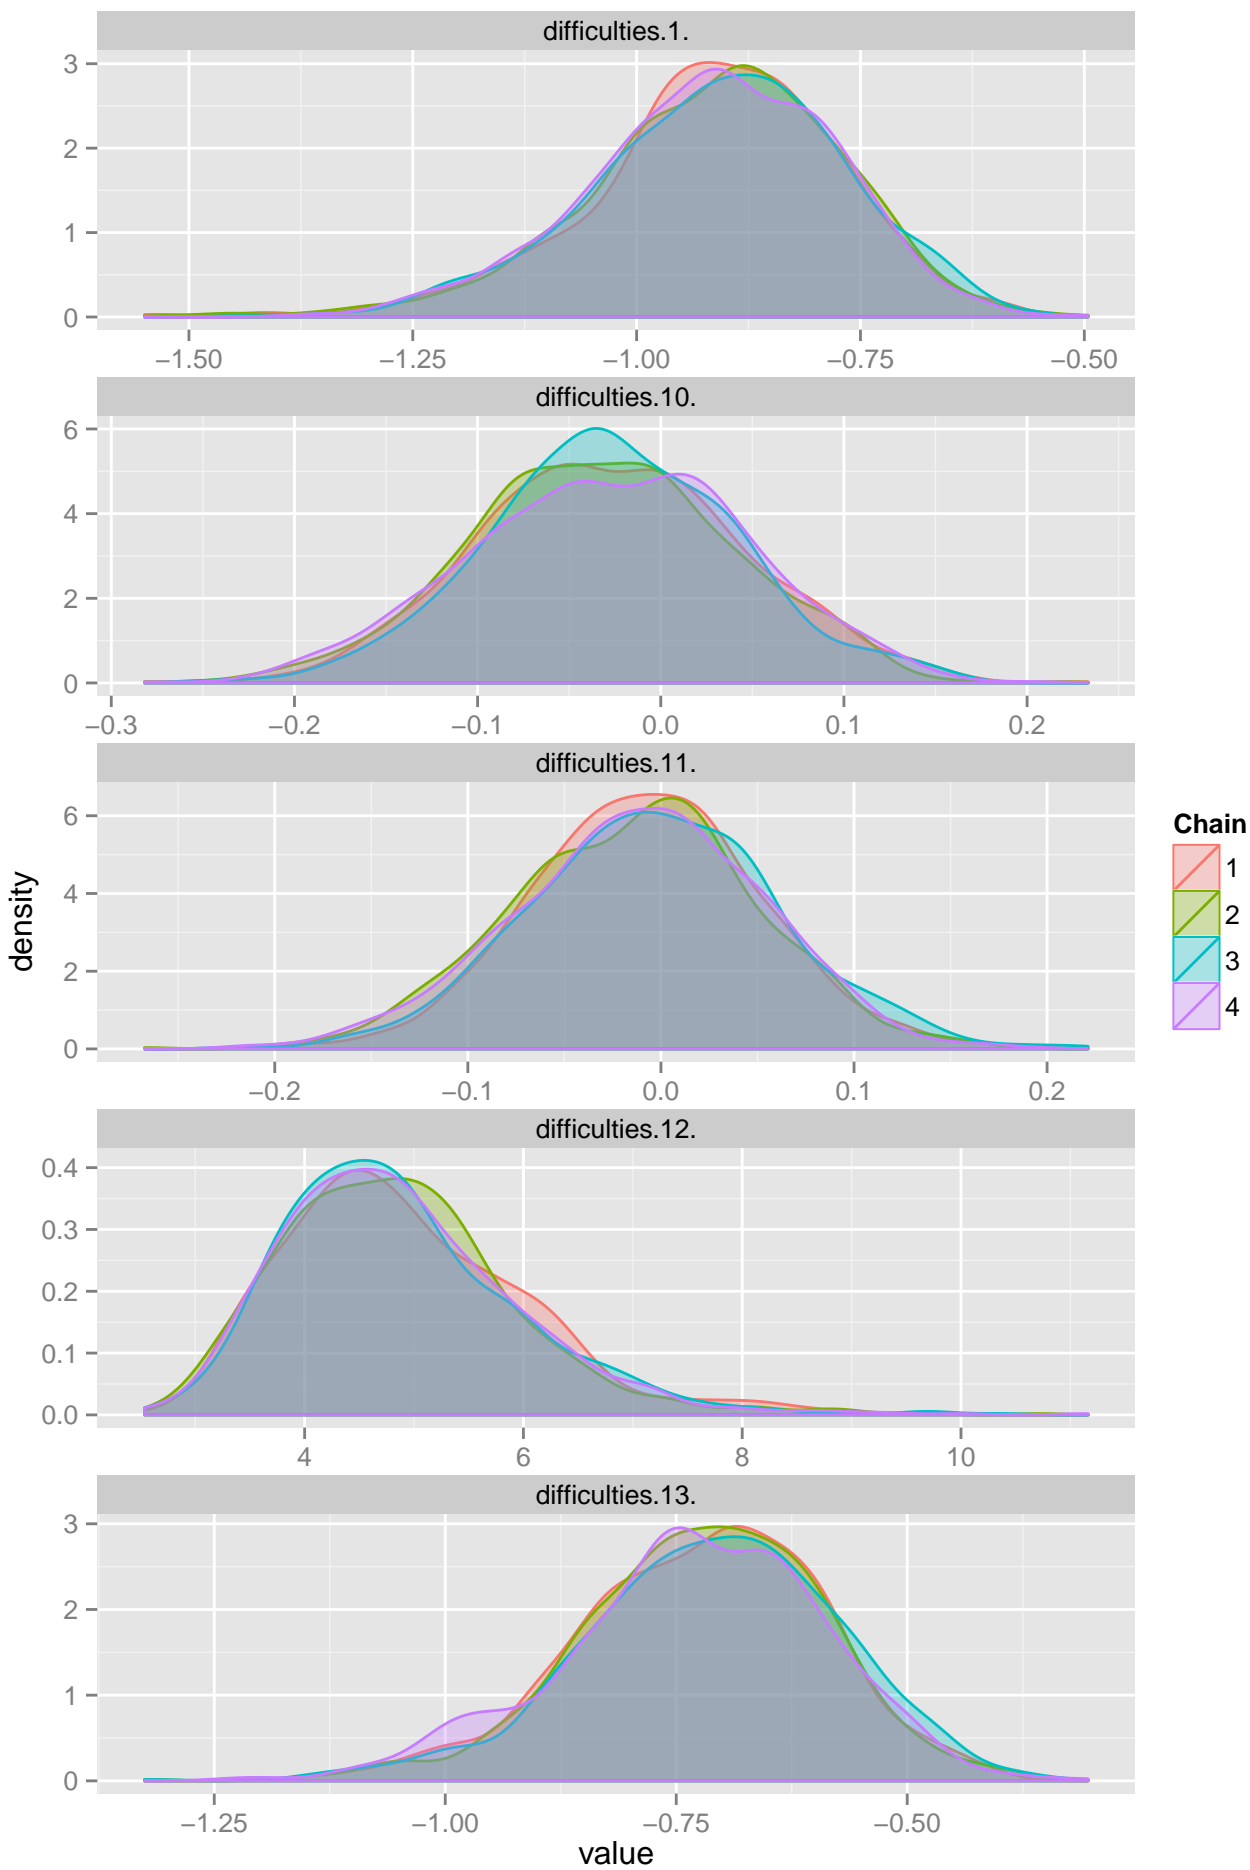 difficulties.1.
3
2
1
0
−1.50 −1.25 −1.00 −0.75 −0.50
difficulties.10.
6
4
2
0
−0.3 −0.2 −0.1 0.0 0.1 0.2
difficulties.11.
6
4
2
0
−0.2 −0.1 0.0 0.1 0.2
difficulties.12.
0.4
0.3
0.2
0.1
0.0
4 6 8 10
difficulties.13.
3
2
1
0
−1.25 −1.00 −0.75 −0.50
value
density
Chain
1
2
3
4